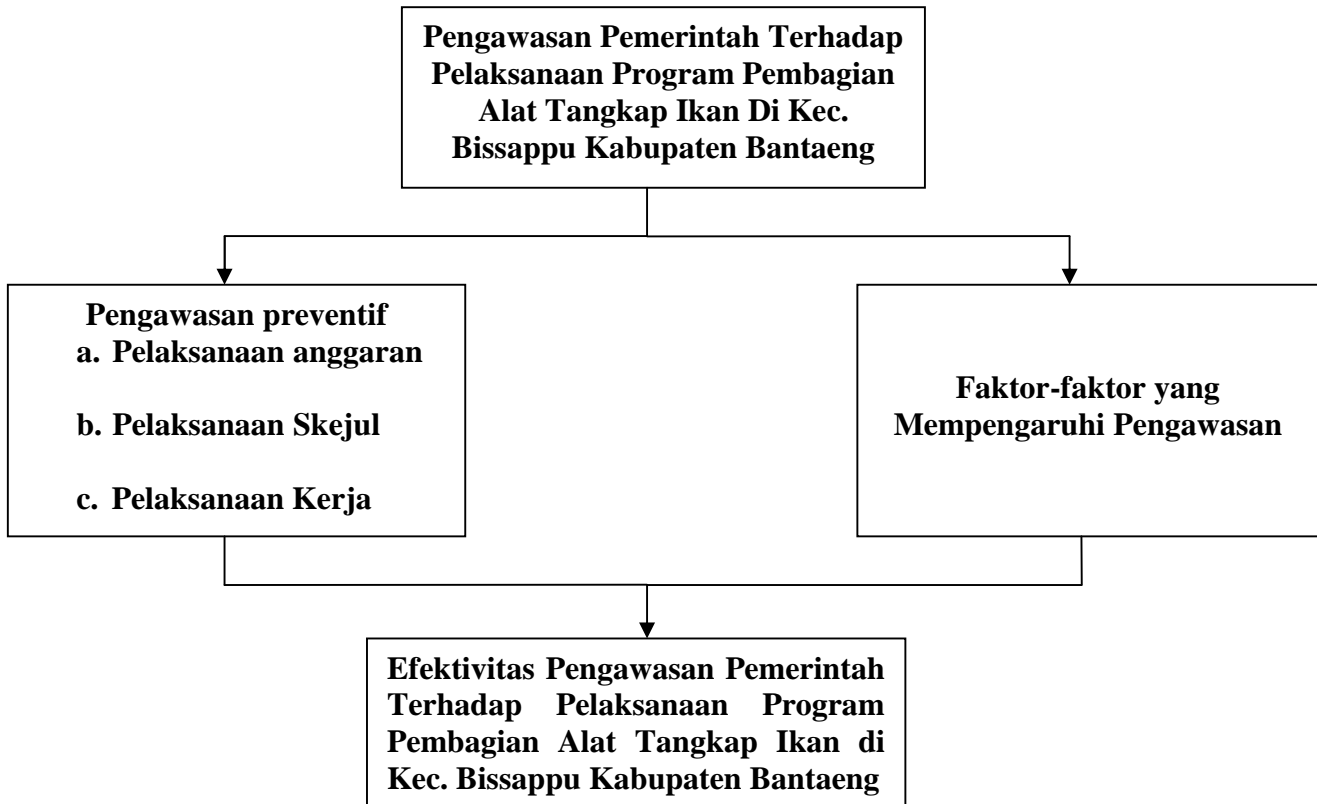 Pengawasan Pemerintah Terhadap
Pelaksanaan Program Pembagian
Alat Tangkap Ikan Di Kec.
Bissappu Kabupaten Bantaeng
Pengawasan preventif
a. Pelaksanaan anggaran
b. Pelaksanaan Skejul
c. Pelaksanaan Kerja
Faktor-faktor yang
Mempengaruhi Pengawasan
Efektivitas Pengawasan Pemerintah
Terhadap Pelaksanaan Program
Pembagian Alat Tangkap Ikan di
Kec. Bissappu Kabupaten Bantaeng